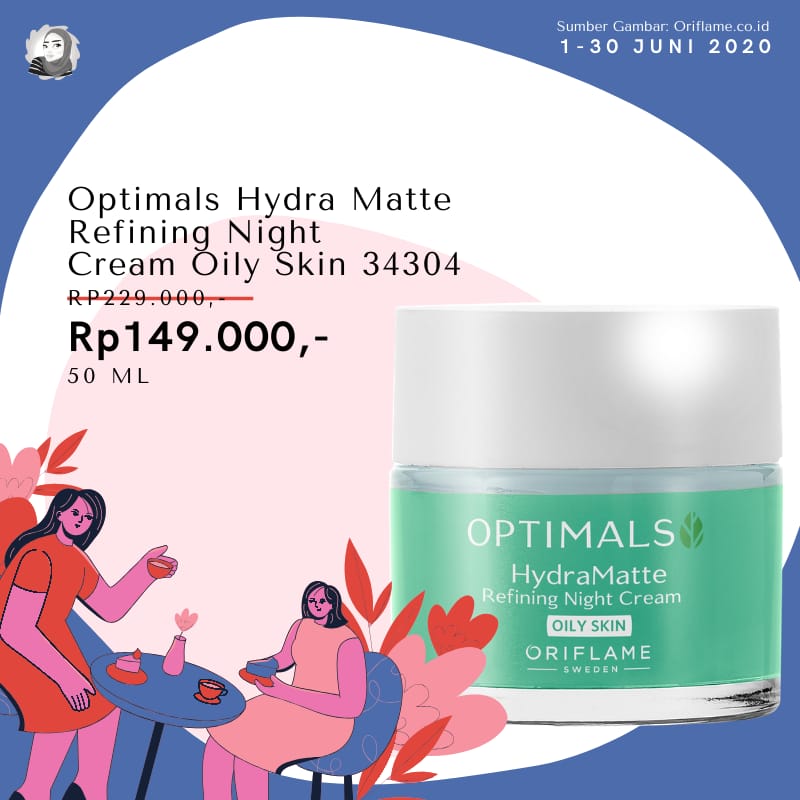 Sumber Gambar: Oriflame.co.id
1-30 JUNI 2020
Optimals Hydra Matte
Refining Night
Cream Oily Skin 34304
RP229.000,-
Rp149.000,-
50 ML
OPTIMALS
HydraMatte
Refining Night Cream
OILY SKIN
ORIFLAME
SWEDEN